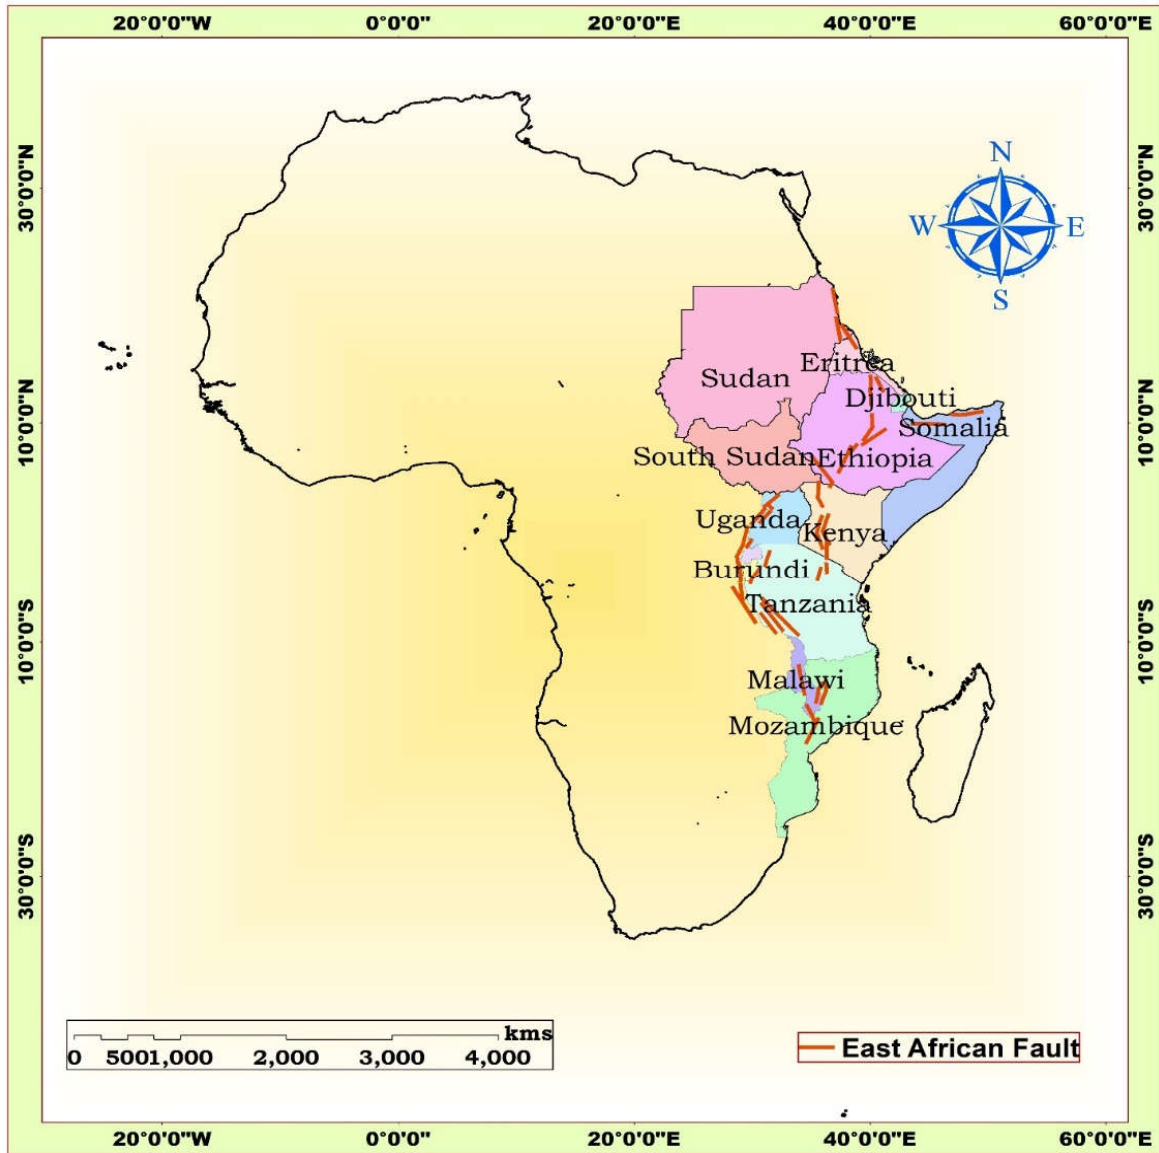 20°0'0"W 0°0'0" 20°0'0"E 40°0'0"E 60°0'0"E
30°0'0"N
30°0'0"N
N
W E
S
Eritrea
Sudan
Djibouti
10°0'0"N
10°0'0"N
Somalia
South Sudan
Ethiopia
Uganda
Kenya
Burundi
Tanzania
10°0'0"S
10°0'0"S
Malawi
Mozambique
30°0'0"S
30°0'0"S
kms
0 500 1,000 2,000 3,000 4,000
East African Fault
20°0'0"W 0°0'0" 20°0'0"E 40°0'0"E 60°0'0"E